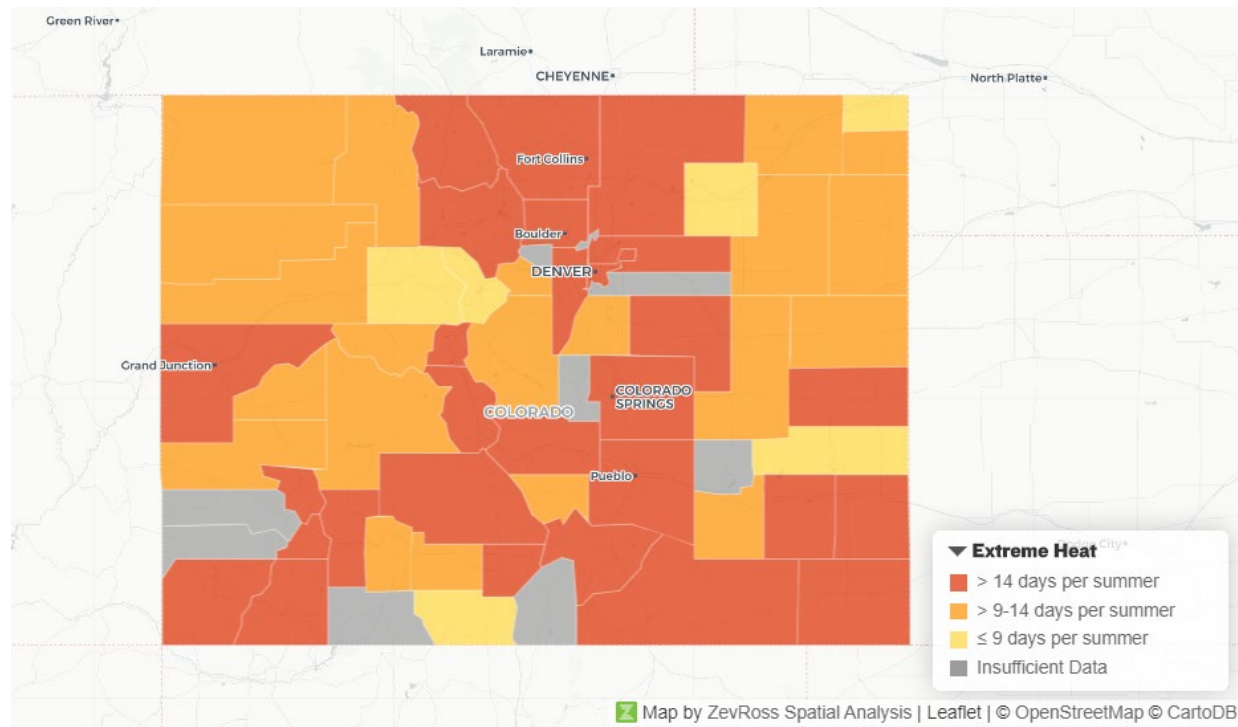 Green River
Laramie
CHEYENNE
North Platte
Fort Collins
Boulder
DENVER
Grand Junction
COLORADO
SPRINGS
COLORADO
Pueblo
Dodge City
Extreme Heat
> 14 days per summer
> 9-14 days per summer
≤ 9 days per summer
Insufficient Data
Map by ZevRoss Spatial Analysis | Leaflet | © OpenStreetMap © CartoDB